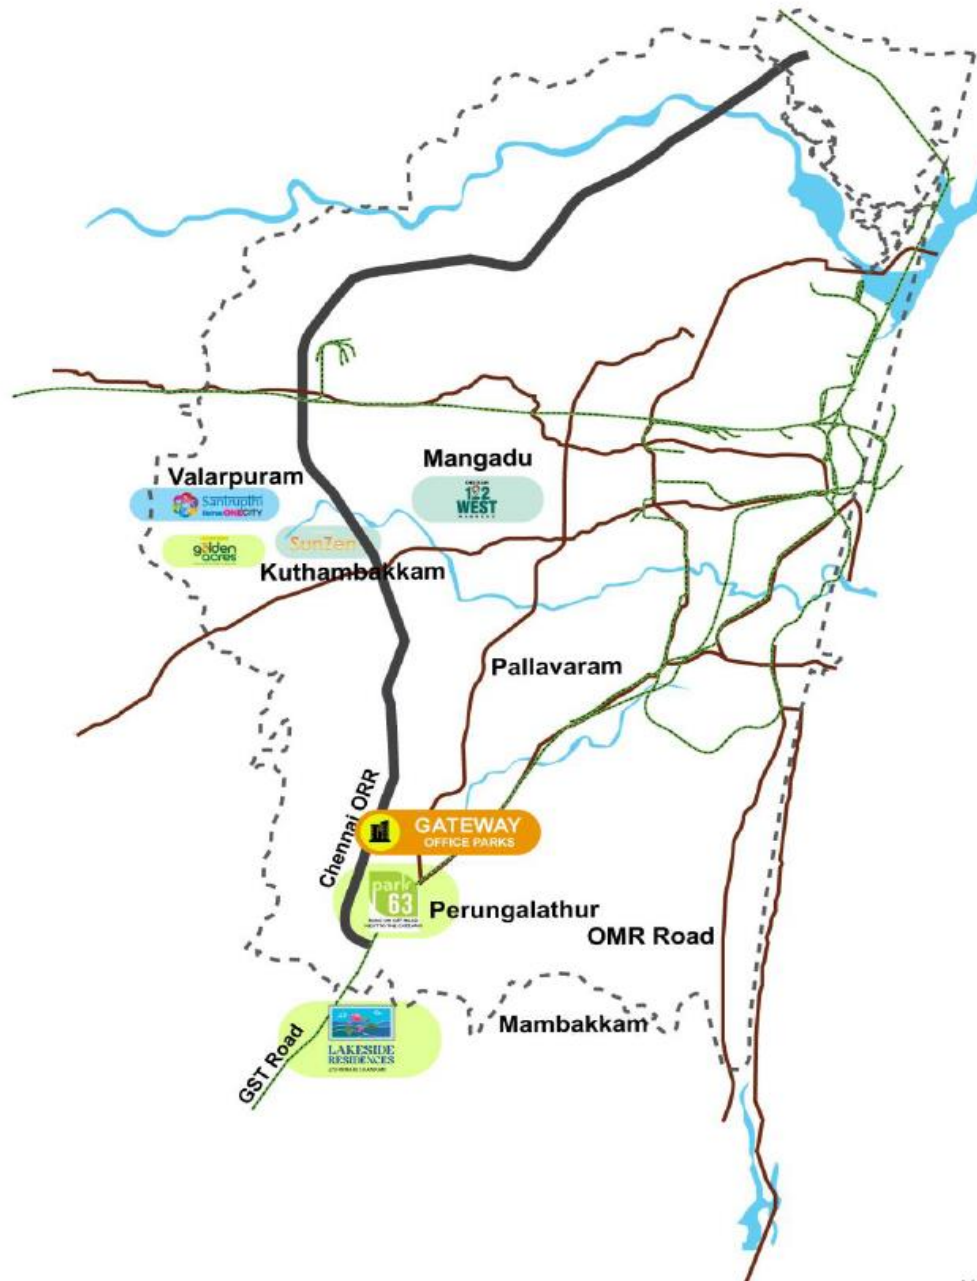 Mangadu
122
WEST
Valarpuram
Santrupthi
ONECITY
golden
acres
SunZen
Kuthambakkam
Pallavaram
Chennai ORR
GATEWAY
OFFICE PARKS
park
63
Perungalathur
OMR Road
Mambakkam
GST Road
LAKESIDE
RESIDENCES